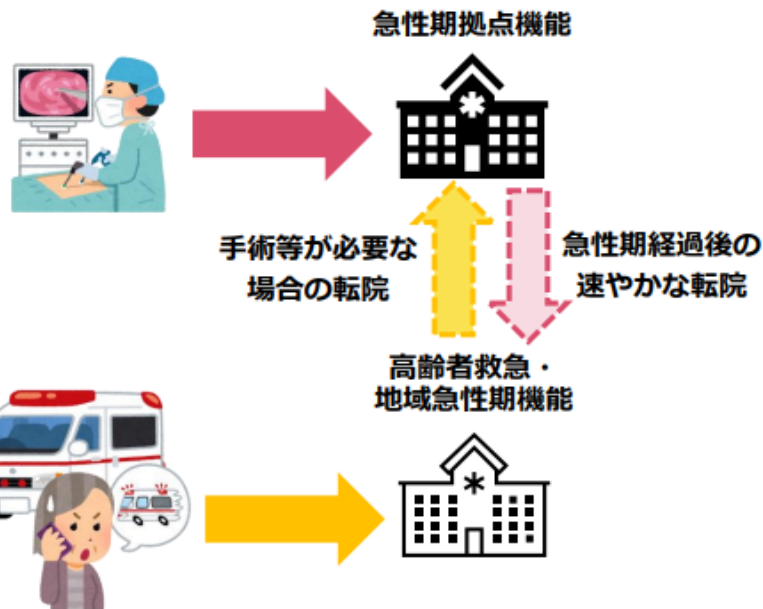 急性期拠点機能
手術等が必要な
場合の転院
急性期経過後の
速やかな転院
高齢者救急・
地域急性期機能